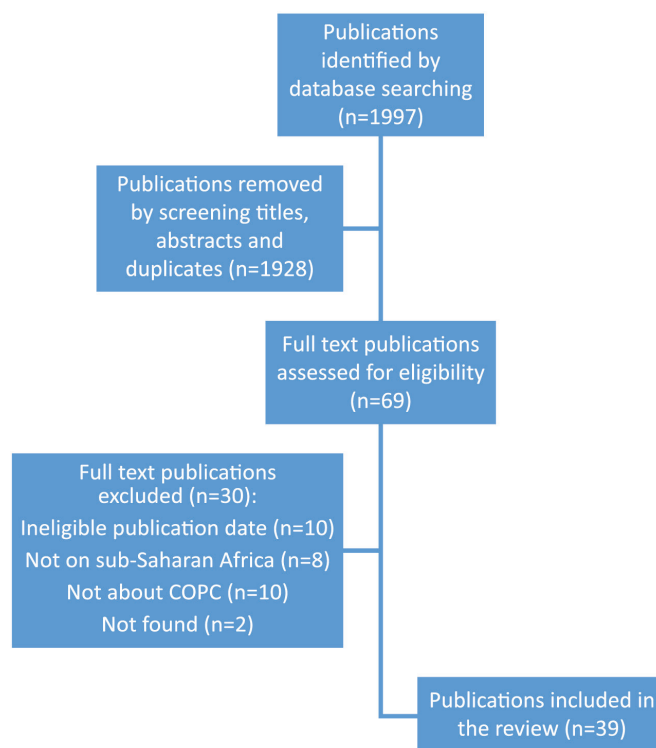 Publications
identified by
database searching
(n=1997)
Publications removed
by screening titles,
abstracts and
duplicates (n=1928)
Full text publications
assessed for eligibility
(n=69)
Full text publications
excluded (n=30):
Ineligible publication date (n=10)
Not on sub-Saharan Africa (n=8)
Not about COPC (n=10)
Not found (n=2)
Publications included in
the review (n=39)